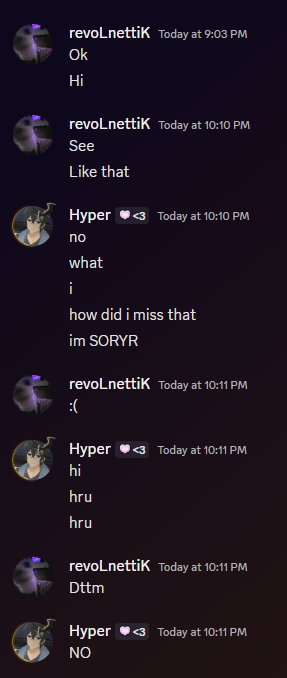 revoLnettiK Today at 9:03 PM
Ok
Hi
revoLnettiK Today at 10:10 PM
See
Like that
Hyper <3 Today at 10:10 PM
no
what
i
how did i miss that
im SORYR
revoLnettiK Today at 10:11 PM
:(
Hyper <3 Today at 10:11 PM
hi
hru
hru
revoLnettiK Today at 10:11 PM
Dttm
Hyper <3 Today at 10:11 PM
NO